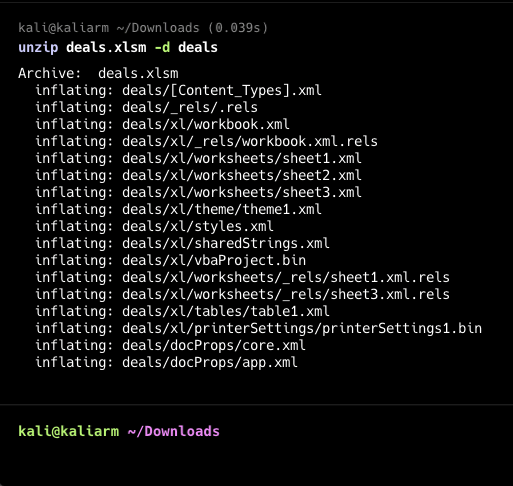 kali@kaliarm ~/Downloads (0.039s)
unzip deals.xlsm -d deals
Archive:  deals.xlsm
  inflating: deals/[Content_Types].xml
  inflating: deals/_rels/.rels
  inflating: deals/xl/workbook.xml
  inflating: deals/xl/_rels/workbook.xml.rels
  inflating: deals/xl/worksheets/sheet1.xml
  inflating: deals/xl/worksheets/sheet2.xml
  inflating: deals/xl/worksheets/sheet3.xml
  inflating: deals/xl/theme/theme1.xml
  inflating: deals/xl/styles.xml
  inflating: deals/xl/sharedStrings.xml
  inflating: deals/xl/vbaProject.bin
  inflating: deals/xl/worksheets/_rels/sheet1.xml.rels
  inflating: deals/xl/worksheets/_rels/sheet3.xml.rels
  inflating: deals/xl/tables/table1.xml
  inflating: deals/xl/printerSettings/printerSettings1.bin
  inflating: deals/docProps/core.xml
  inflating: deals/docProps/app.xml
kali@kaliarm ~/Downloads